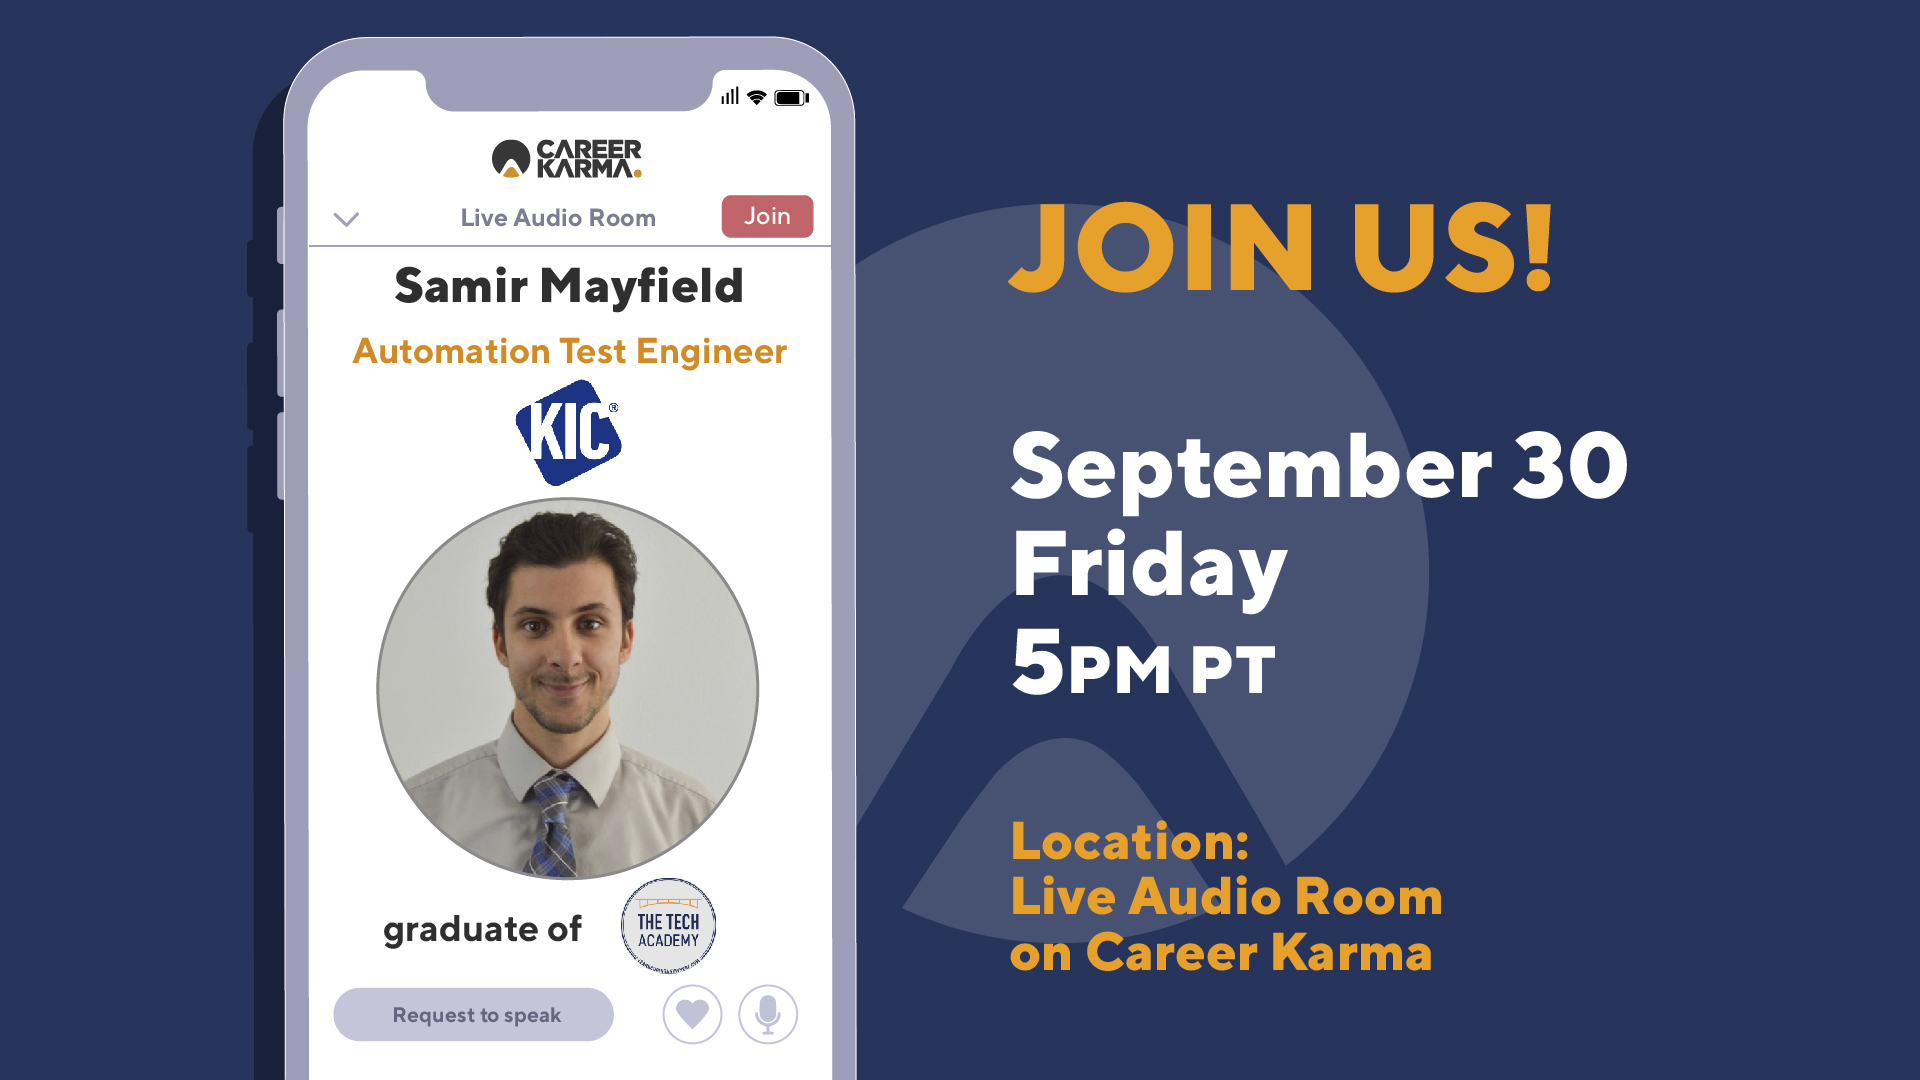 CAREER
KARMA.
Live Audio Room
Join
Samir Mayfield
Automation Test Engineer
KIC®
graduate of
THE TECH
ACADEMY
Request to speak
JOIN US!
September 30
Friday
5PM PT
Location:
Live Audio Room
on Career Karma